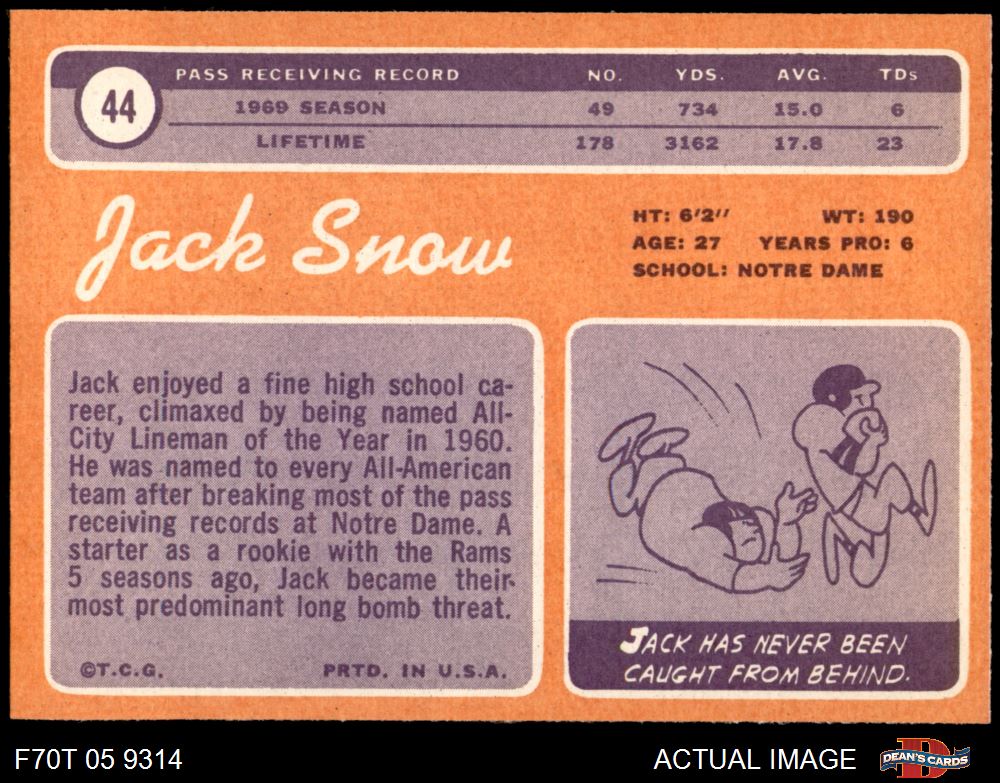 44
PASS RECEIVING RECORD NO. YDS. AVG. TDs
1969 SEASON 49 734 15.0 6
LIFETIME 178 3162 17.8 23
Jack Snow
HT: 6'2" WT: 190
AGE: 27 YEARS PRO: 6
SCHOOL: NOTRE DAME
Jack enjoyed a fine high school ca-
reer, climaxed by being named All-
City Lineman of the Year in 1960.
He was named to every All-American
team after breaking most of the pass
receiving records at Notre Dame. A
starter as a rookie with the Rams
5 seasons ago, Jack became their
most predominant long bomb threat.
©T.C.G. PRTD. IN U.S.A.
JACK HAS NEVER BEEN
CAUGHT FROM BEHIND.
F70T 05 9314 ACTUAL IMAGE DEAN'S CARDS